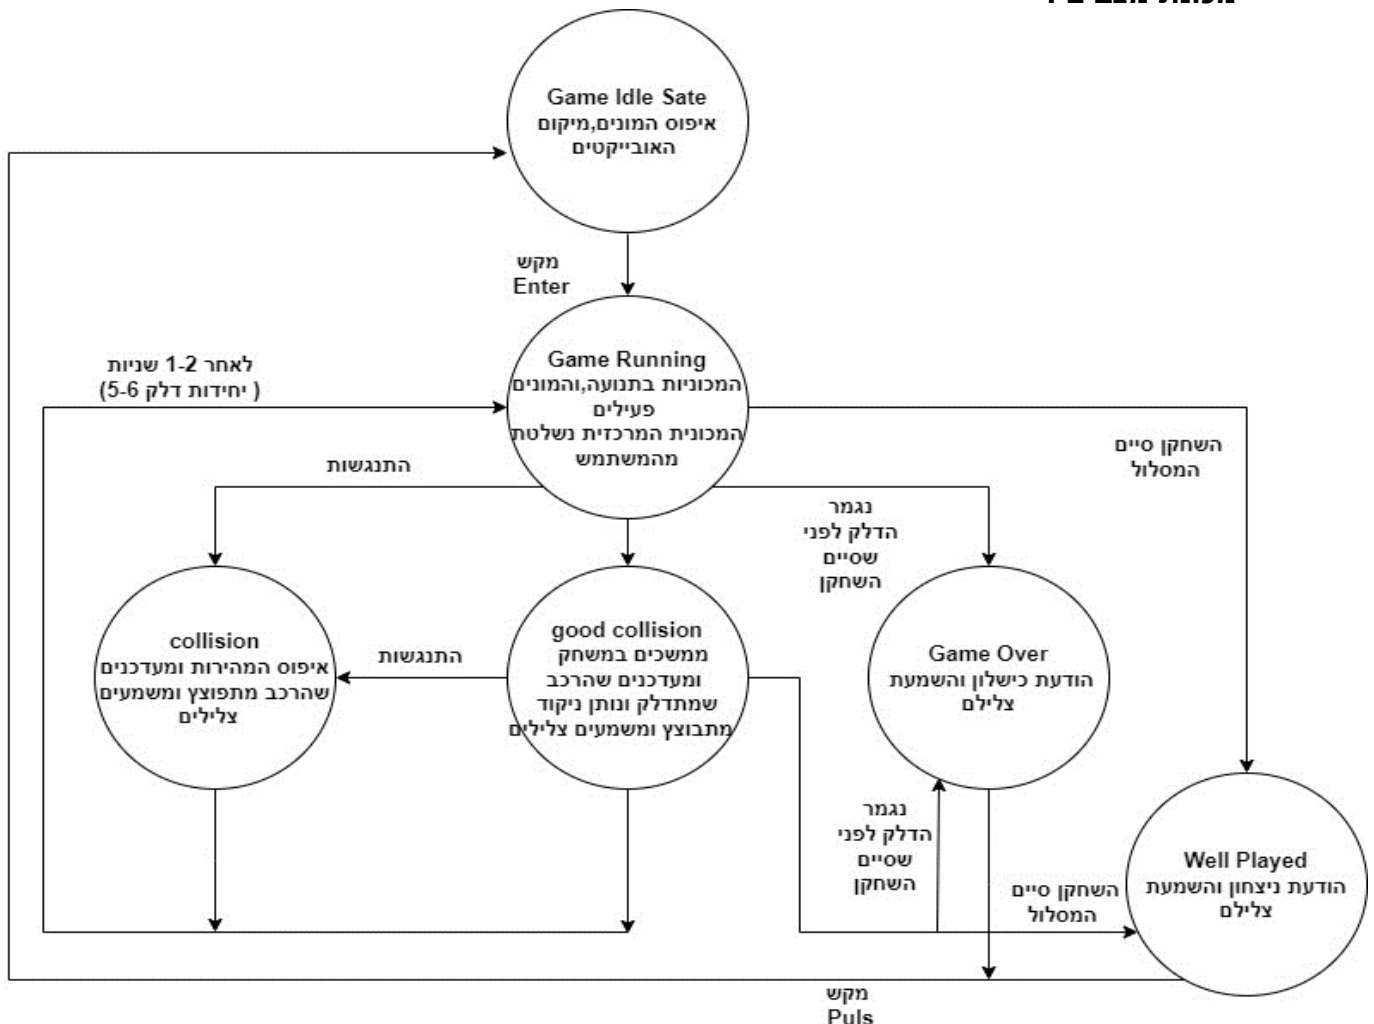 Game Idle Sate
איפוס המונים,מיקום
האובייקטים
מקש
Enter
Game Running
המכוניות בתנועה,והמונים
פעילים
המכונית המרכזית נשלטת
מהמשתמש
לאחר 1-2 שניות
( יחידות דלק 5-6)
השחקן סיים
המסלול
התנגשות
נגמר
הדלק לפני
שסיים
השחקן
collision
איפוס המהירות ומעדכנים
שהרכב מתפוצץ ומשמעים
צלילים
התנגשות
good collision
ממשכים במשחק
ומעדכנים שהרכב
שמתדלק ונותן ניקוד
מתבוצץ ומשמעים צלילים
Game Over
הודעת כישלון והשמעת
צלילם
נגמר
הדלק לפני
שסיים
השחקן
השחקן סיים
המסלול
Well Played
הודעת ניצחון והשמעת
צלילם
מקש
Puls